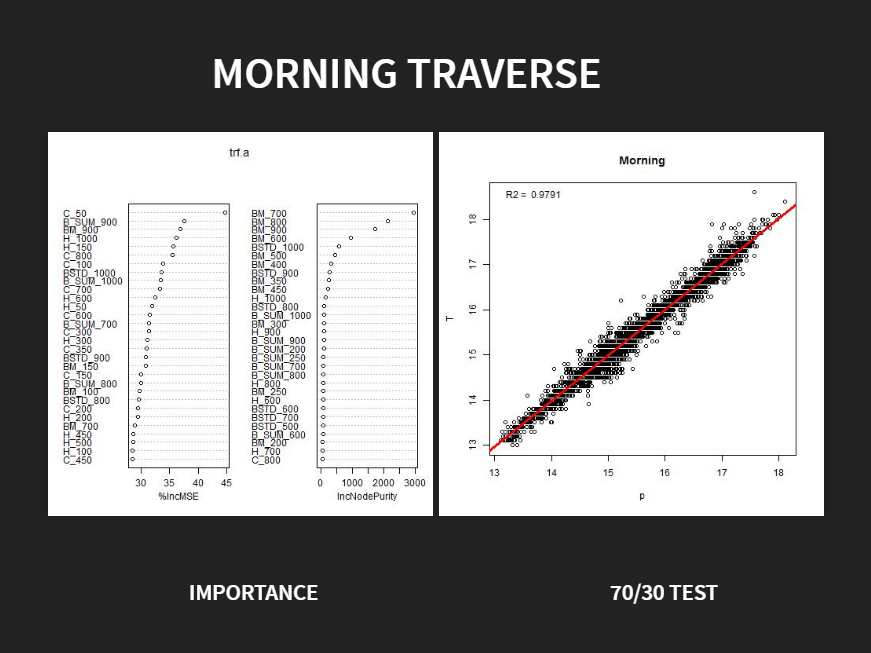 MORNING TRAVERSE
trf.a
C_50
B_SUM_900
BM_900
H_1000
H_150
C_800
C_100
BSTD_1000
B_SUM_1000
C_700
H_600
H_50
C_600
B_SUM_700
C_300
H_300
C_350
BSTD_900
BM_150
C_150
B_SUM_800
BM_100
BSTD_800
C_200
H_200
BM_700
H_450
H_500
H_100
C_450
30 35 40 45
%IncMSE
BM_700
BM_800
BM_900
BM_600
BSTD_1000
BM_500
BM_400
BSTD_900
BM_350
BM_450
H_1000
BSTD_800
B_SUM_1000
BM_300
H_900
B_SUM_900
B_SUM_200
B_SUM_250
B_SUM_700
B_SUM_800
H_800
BM_250
H_600
BSTD_600
BSTD_700
BSTD_500
B_SUM_600
BM_200
H_700
C_800
0 1000 2000 3000
IncNodePurity
Morning
R2 = 0.9791
18
17
16
15
14
13
T
13 14 15 16 17 18
p
IMPORTANCE
70/30 TEST